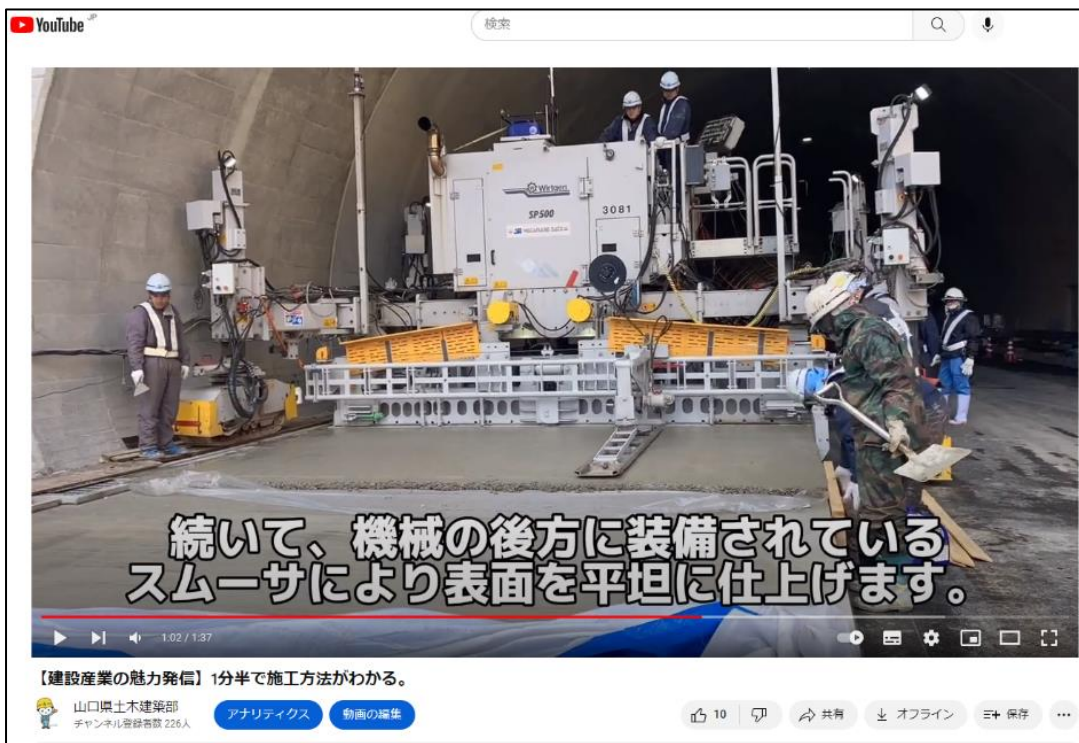 YouTube JP
検索
Wirtgen
SP500
3081
続いて、機械の後方に装備されている
スムーサにより表面を平坦に仕上げます。
1:02 / 1:37
【建設産業の魅力発信】1分半で施工方法がわかる。
山口県土木建築部
チャンネル登録者数 226人
アナリティクス
動画の編集
10
共有
オフライン
保存